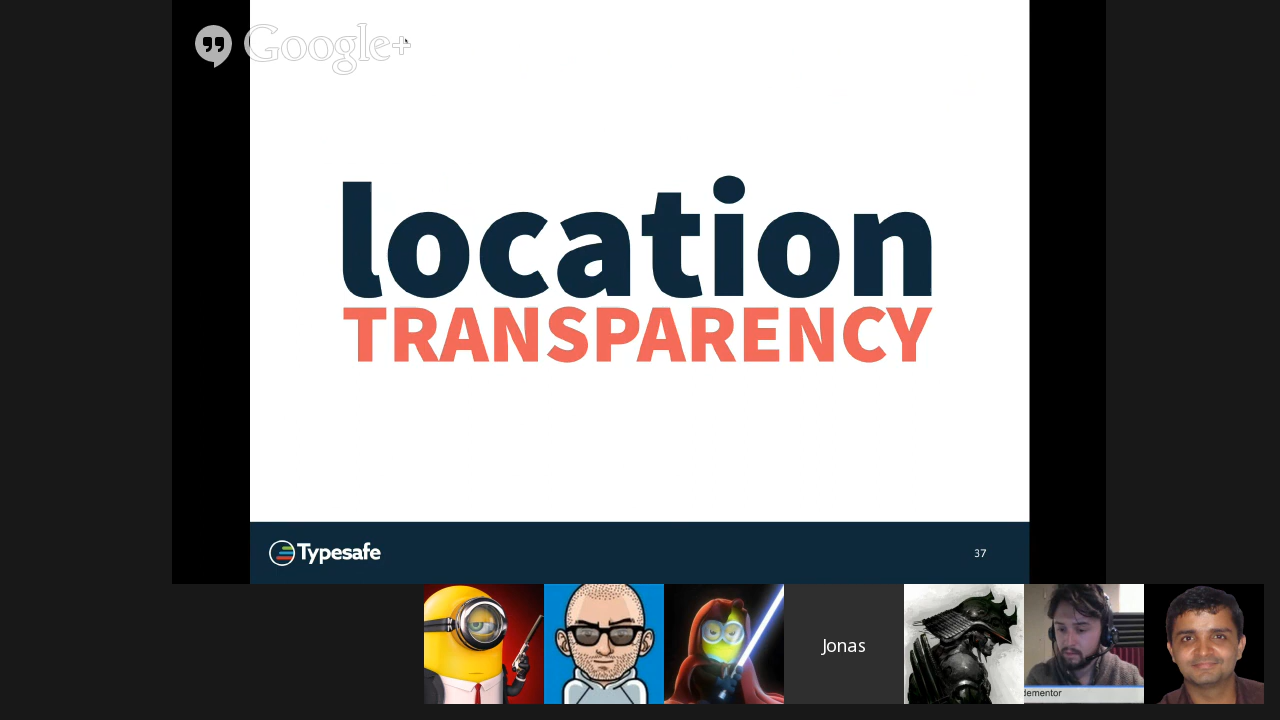 Google+
location
TRANSPARENCY
Typesafe
37
Jonas
dementor